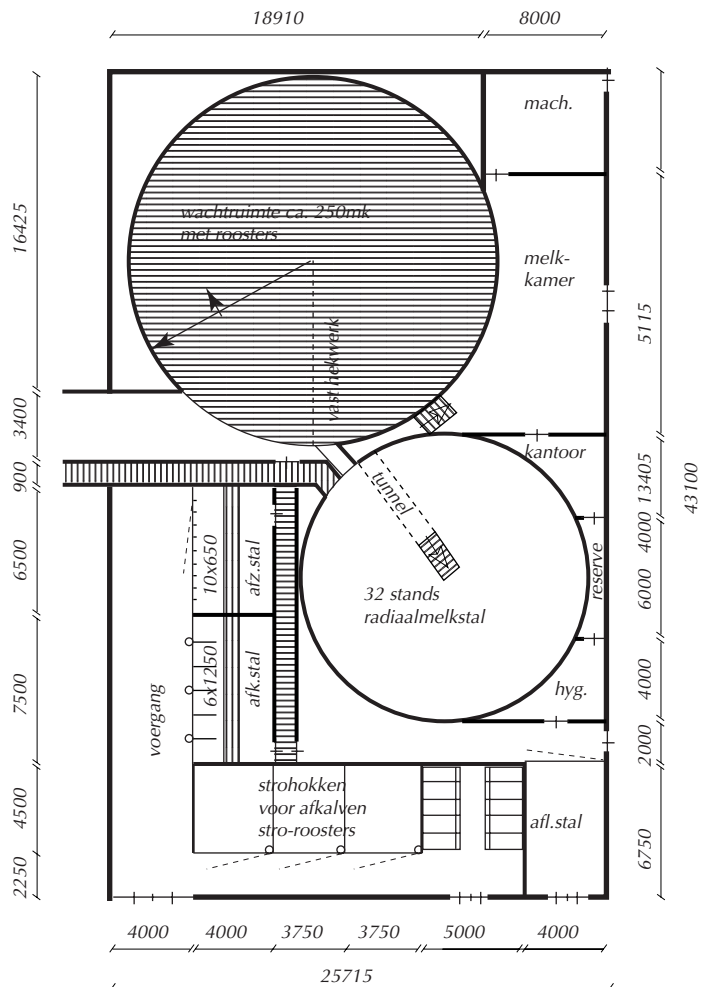 18910 8000
mach.
wachtruimte ca. 250mk
met roosters
16425
melk-
kamer
5115
vast hekwerk
3400
kantoor
900
tunnel
13405
43100
4000
6500
10x650
afz.stal
32 stands
radiaalmelkstal
reserve
6000
7500
voergang
6x1250
afk.stal
hyg.
4000
2000
strohokken
voor afkalven
stro-roosters
4500
afl.stal
6750
2250
4000 4000 3750 3750 5000 4000
25715